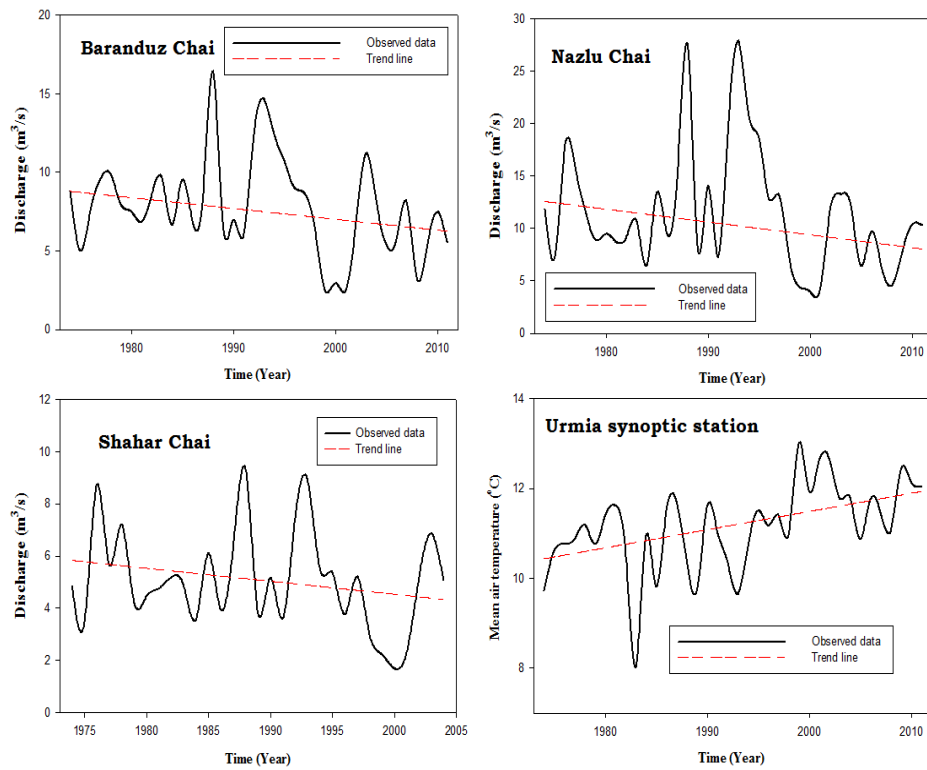 Baranduz Chai
Observed data
Trend line
Discharge (m³/s)
20
15
10
5
0
1980
1990
2000
2010
Time (Year)
Nazlu Chai
Observed data
Trend line
Discharge (m³/s)
30
25
20
15
10
5
0
1980
1990
2000
2010
Time (Year)
Shahar Chai
Observed data
Trend line
Discharge (m³/s)
12
10
8
6
4
2
0
1975
1980
1985
1990
1995
2000
2005
Time (Year)
Urmia synoptic station
Observed data
Trend line
Mean air temperature (°C)
14
12
10
8
1980
1990
2000
2010
Time (Year)